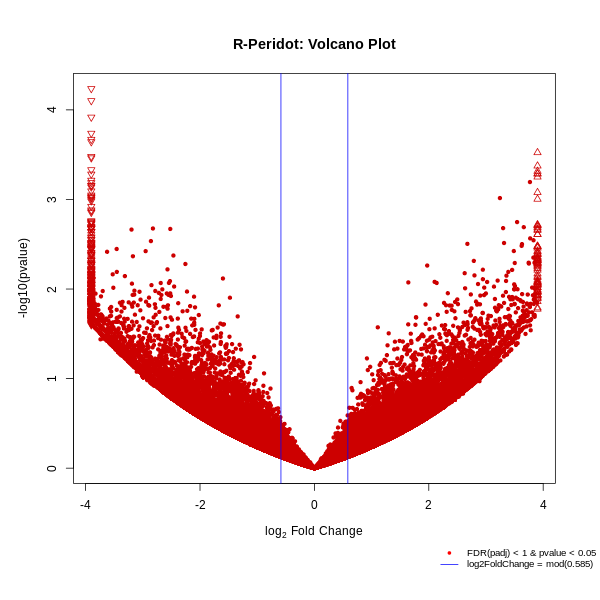 R-Peridot: Volcano Plot
-log10(pvalue)
4
3
2
1
0
-4 -2 0 2 4
log2 Fold Change
FDR(padj) < 1 & pvalue < 0.05
log2FoldChange = mod(0.585)